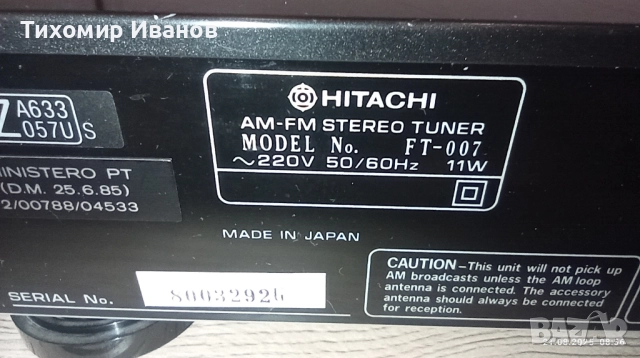 Тихомир Иванов
A633
Z
057U S
INISTERO PT
(D.M. 25.6.85)
2/00788/04533
HITACHI
AM-FM STEREO TUNER
MODEL No. FT-007
~220V 50/60Hz 11W
MADE IN JAPAN
SERIAL No.
CAUTION–This unit will not pick up
AM broadcasts unless the AM loop
antenna is connected. The accessory
antenna should always be connected
for reception.